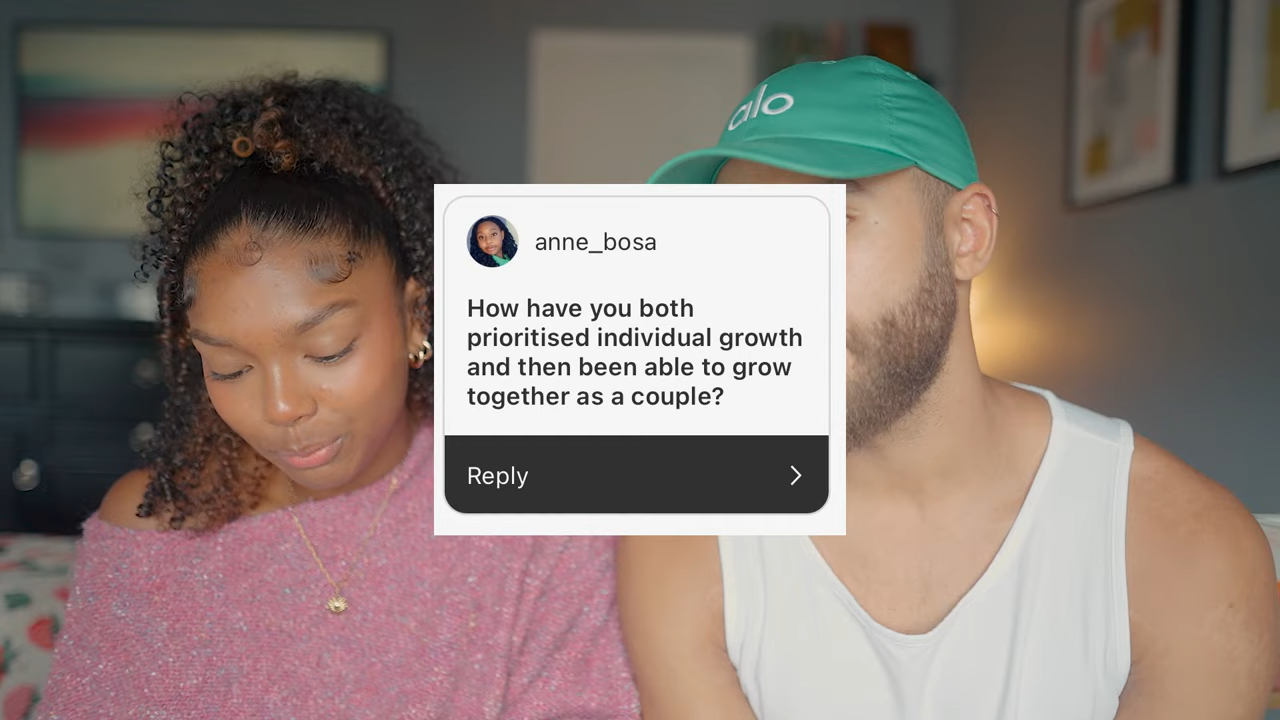 alo
anne_bosa
How have you both
prioritised individual growth
and then been able to grow
together as a couple?
Reply